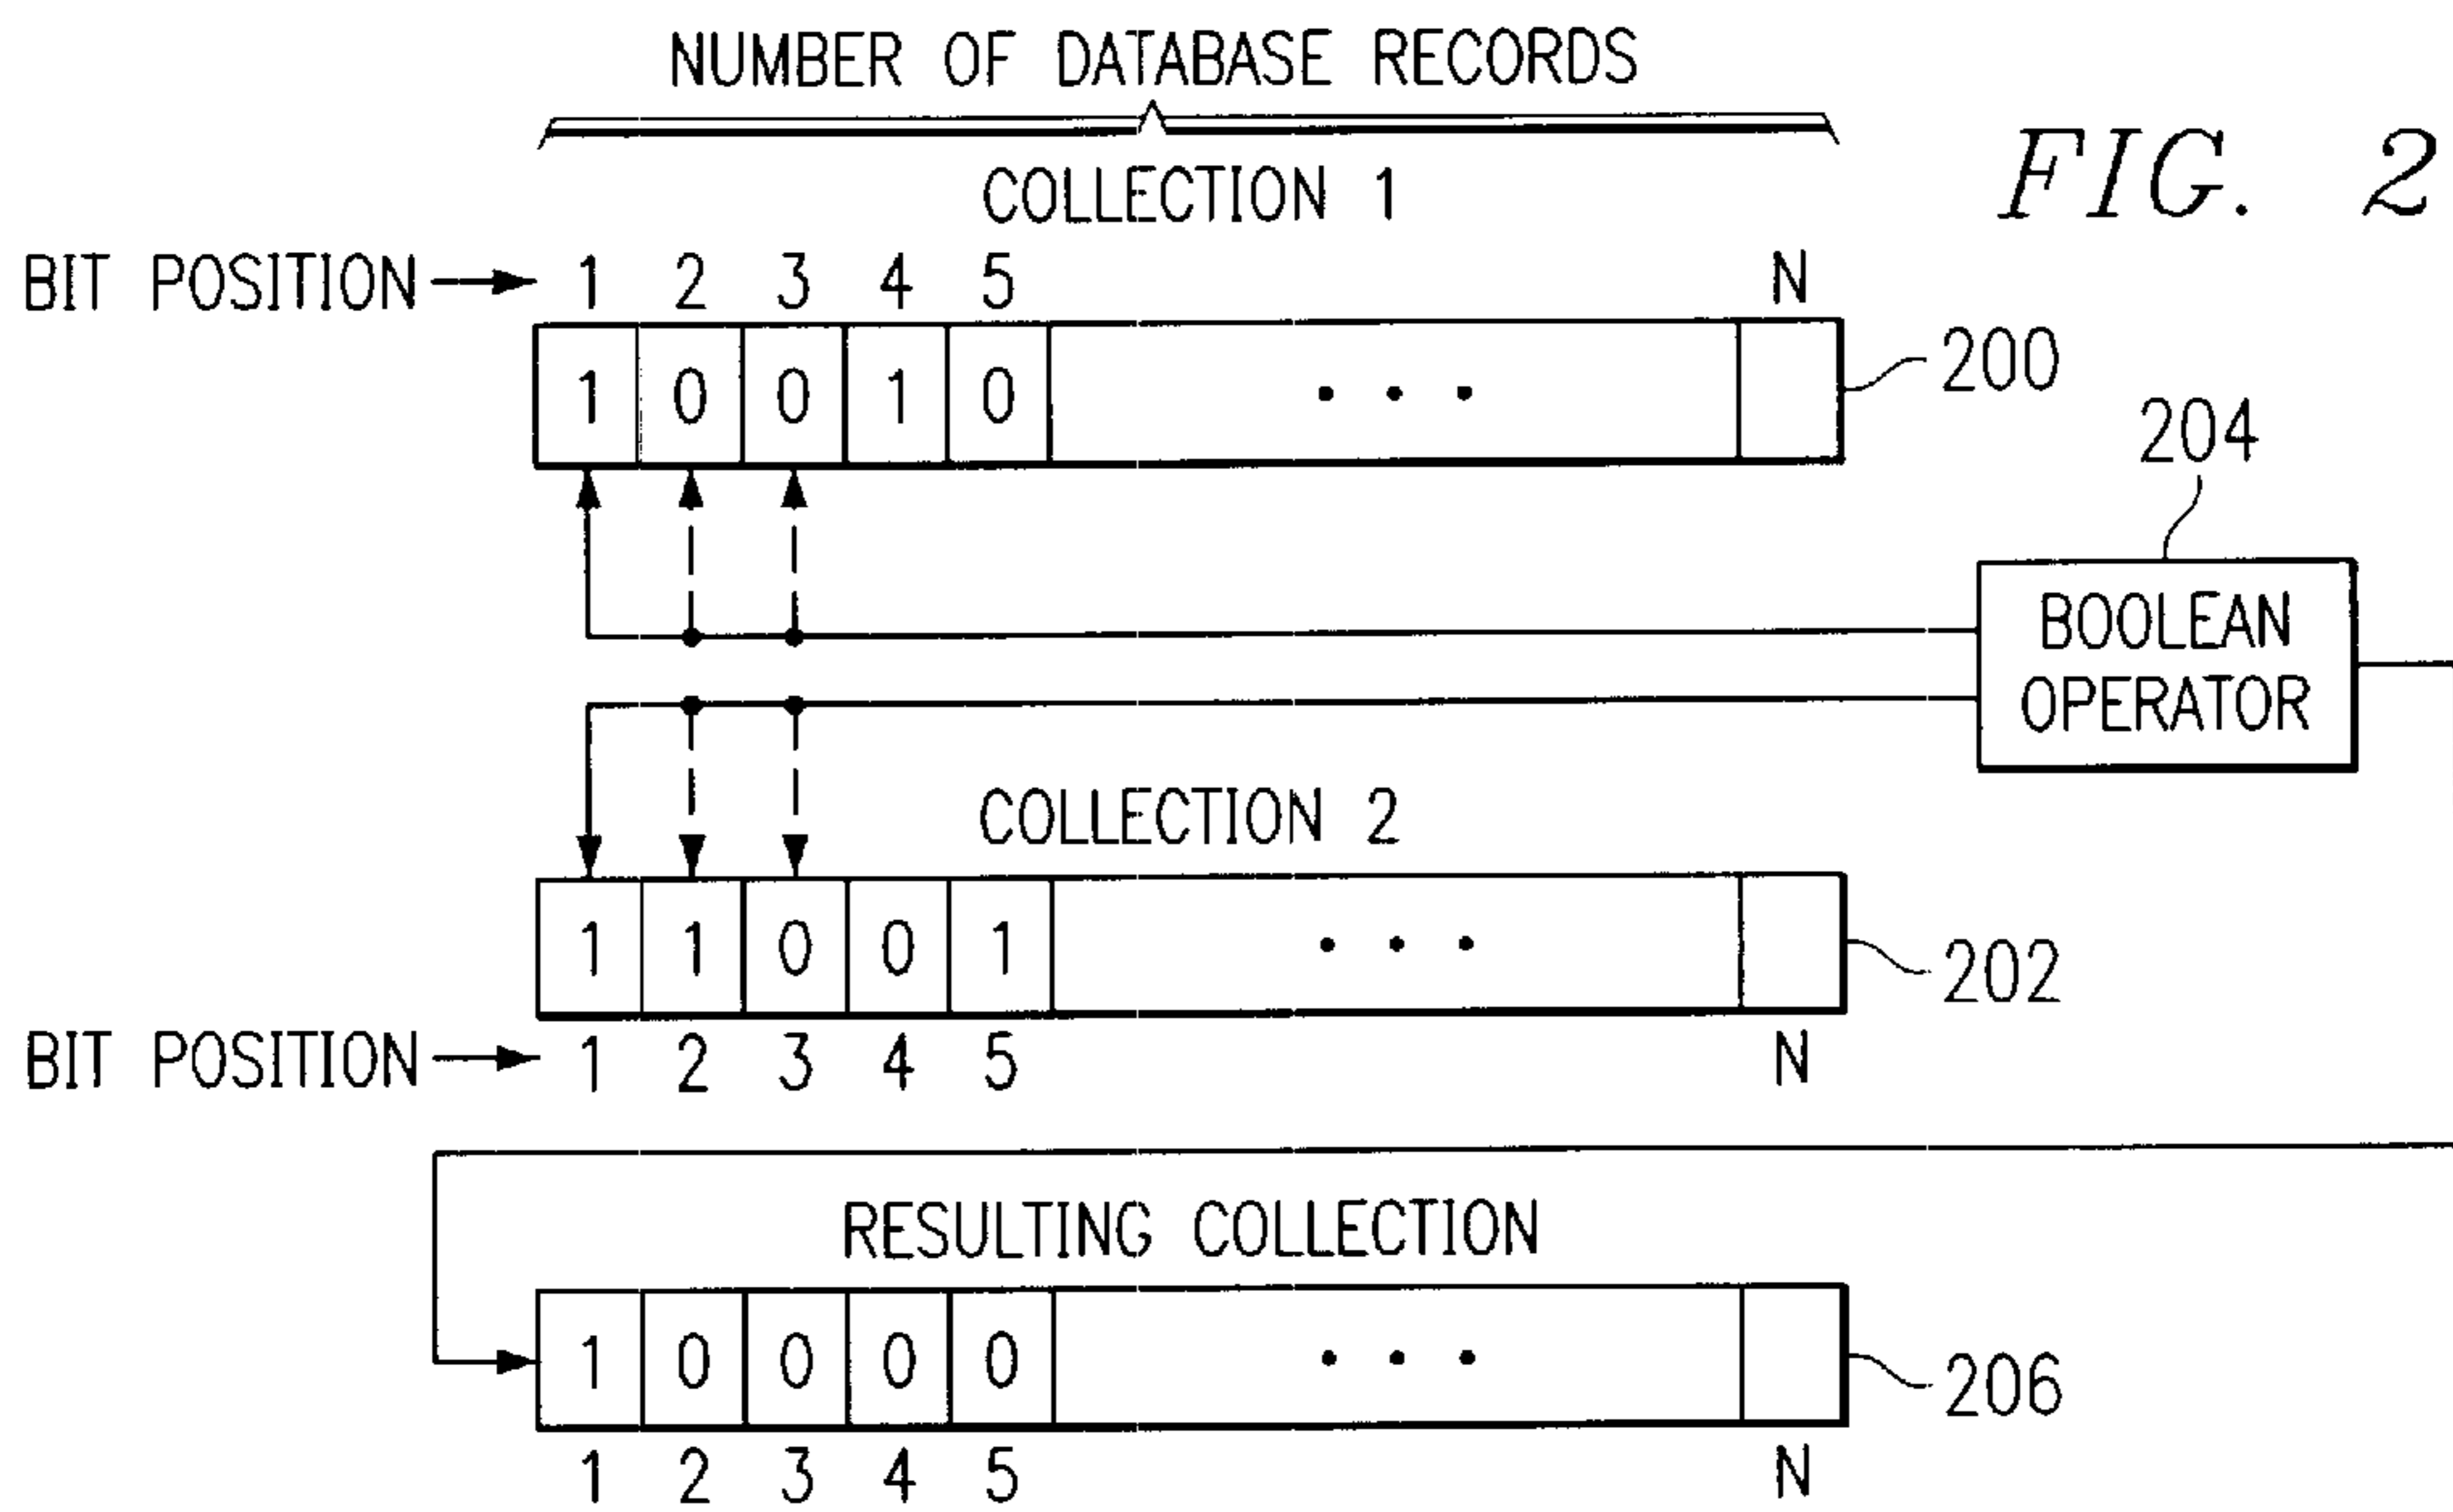 NUMBER OF DATABASE RECORDS
FIG. 2
COLLECTION 1
BIT POSITION 1 2 3 4 5 N
1 0 0 1 0 • • •
200
204
BOOLEAN
OPERATOR
COLLECTION 2
1 1 0 0 1 • • •
202
BIT POSITION 1 2 3 4 5 N
RESULTING COLLECTION
1 0 0 0 0 • • •
206
1 2 3 4 5 N